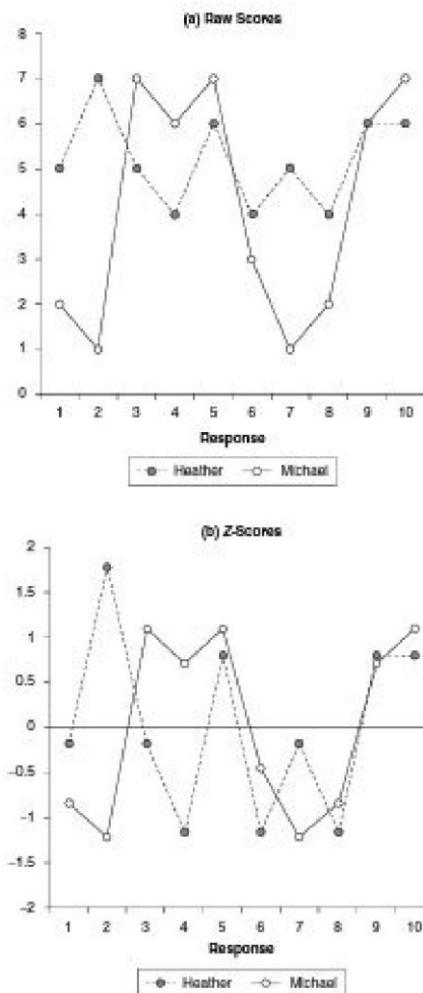 (a) Raw Scores
8
7
6
5
4
3
2
1
0
1 2 3 4 5 6 7 8 9 10
Response
Heather Michael
(b) Z-Scores
2
1.5
1
0.5
0
−0.5
−1
−1.5
−2
1 2 3 4 5 6 7 8 9 10
Response
Heather Michael